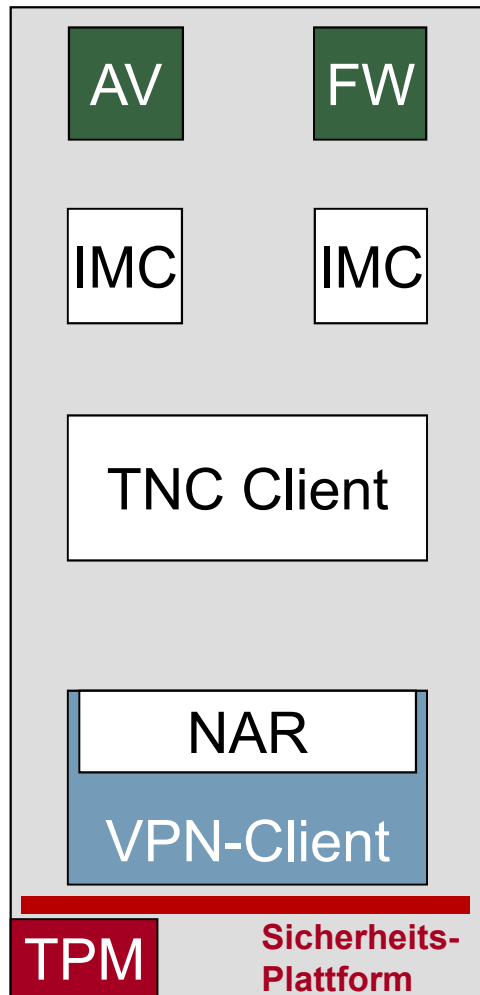 AV
FW
IMC
IMC
TNC Client
NAR
VPN-Client
TPM
Sicherheits-
Plattform